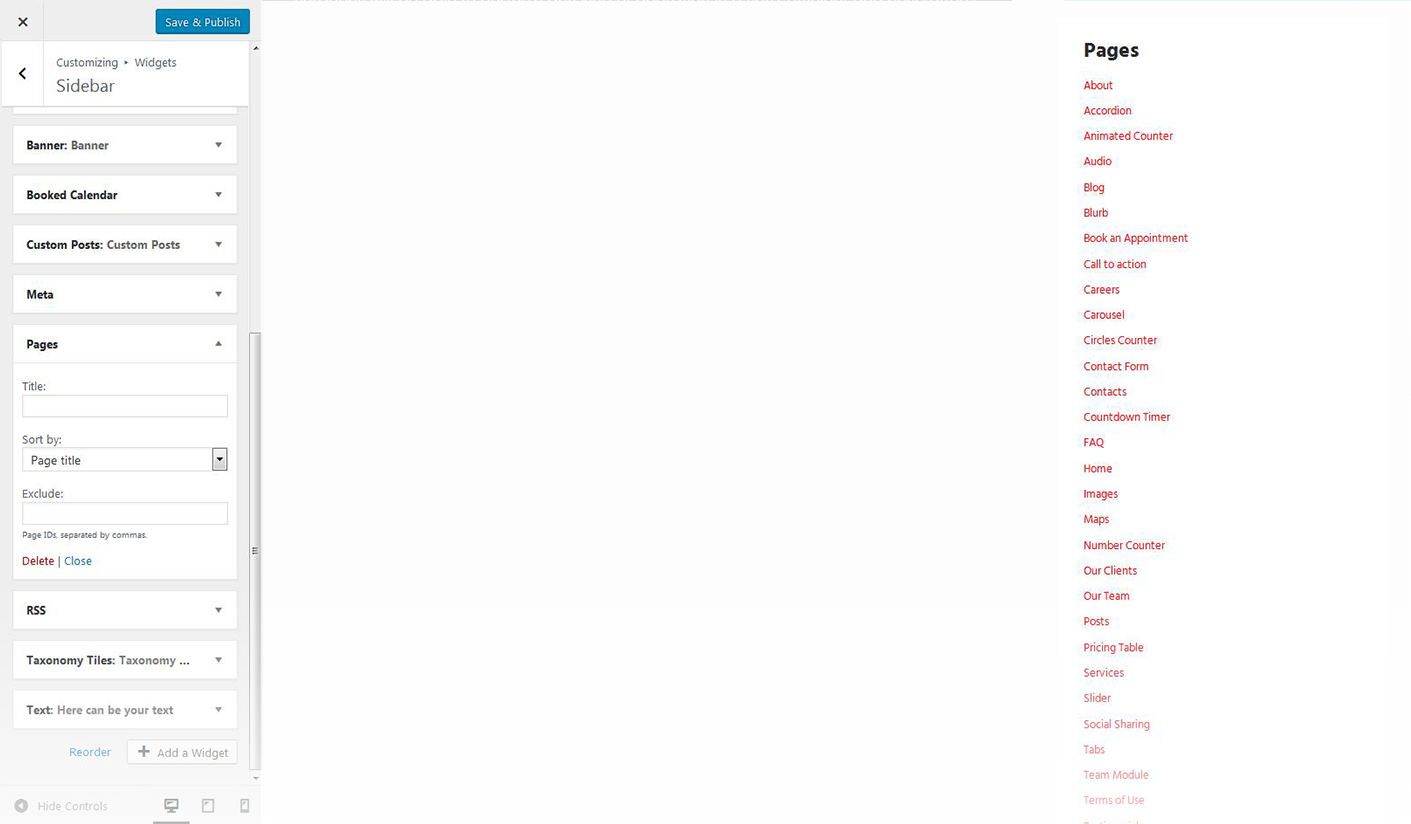 Save & Publish
Customizing ▸ Widgets
Sidebar
Banner: Banner
Booked Calendar
Custom Posts: Custom Posts
Meta
Pages
Title:
Sort by:
Page title
Exclude:
Page IDs, separated by commas.
Delete | Close
RSS
Taxonomy Tiles: Taxonomy ...
Text: Here can be your text
Reorder
Add a Widget
Hide Controls
Pages
About
Accordion
Animated Counter
Audio
Blog
Blurb
Book an Appointment
Call to action
Careers
Carousel
Circles Counter
Contact Form
Contacts
Countdown Timer
FAQ
Home
Images
Maps
Number Counter
Our Clients
Our Team
Posts
Pricing Table
Services
Slider
Social Sharing
Tabs
Team Module
Terms of Use